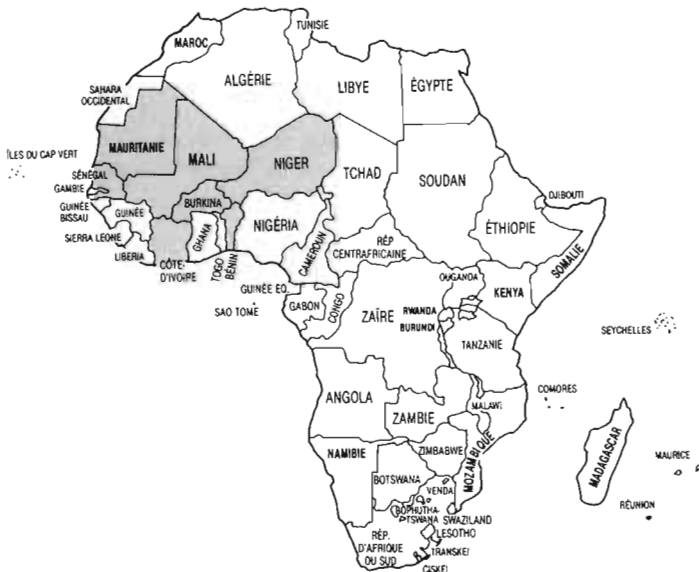 TUNISIE
MAROC
ALGÉRIE
LIBYE
ÉGYPTE
SAHARA
OCCIDENTAL
MAURITANIE
MALI
NIGER
TCHAD
SOUDAN
ÎLES DU CAP VERT
SÉNÉGAL
GAMBIE
GUINÉE
BISSAU
GUINÉE
SIERRA LEONE
LIBERIA
CÔTE-
D'IVOIRE
BURKINA
GHANA
TOGO
BÉNIN
NIGÉRIA
CAMEROUN
RÉP
CENTRAFRICAINE
DJIBOUTI
ÉTHIOPIE
SOMALIE
OUGANDA
KENYA
GUINÉE EQ.
SAO TOMÉ
GABON
CONGO
ZAÏRE
RWANDA
BURUNDI
TANZANIE
SEYCHELLES
COMORES
ANGOLA
ZAMBIE
MALAWI
MOZAMBIQUE
ZIMBABWE
NAMIBIE
BOTSWANA
VENDA
BOPHUTHA-
TSWANA
SWAZILAND
LESOTHO
TRANSKEI
CISKEI
RÉP.
D'AFRIQUE
DU SUD
MADAGASCAR
MAURICE
RÉUNION